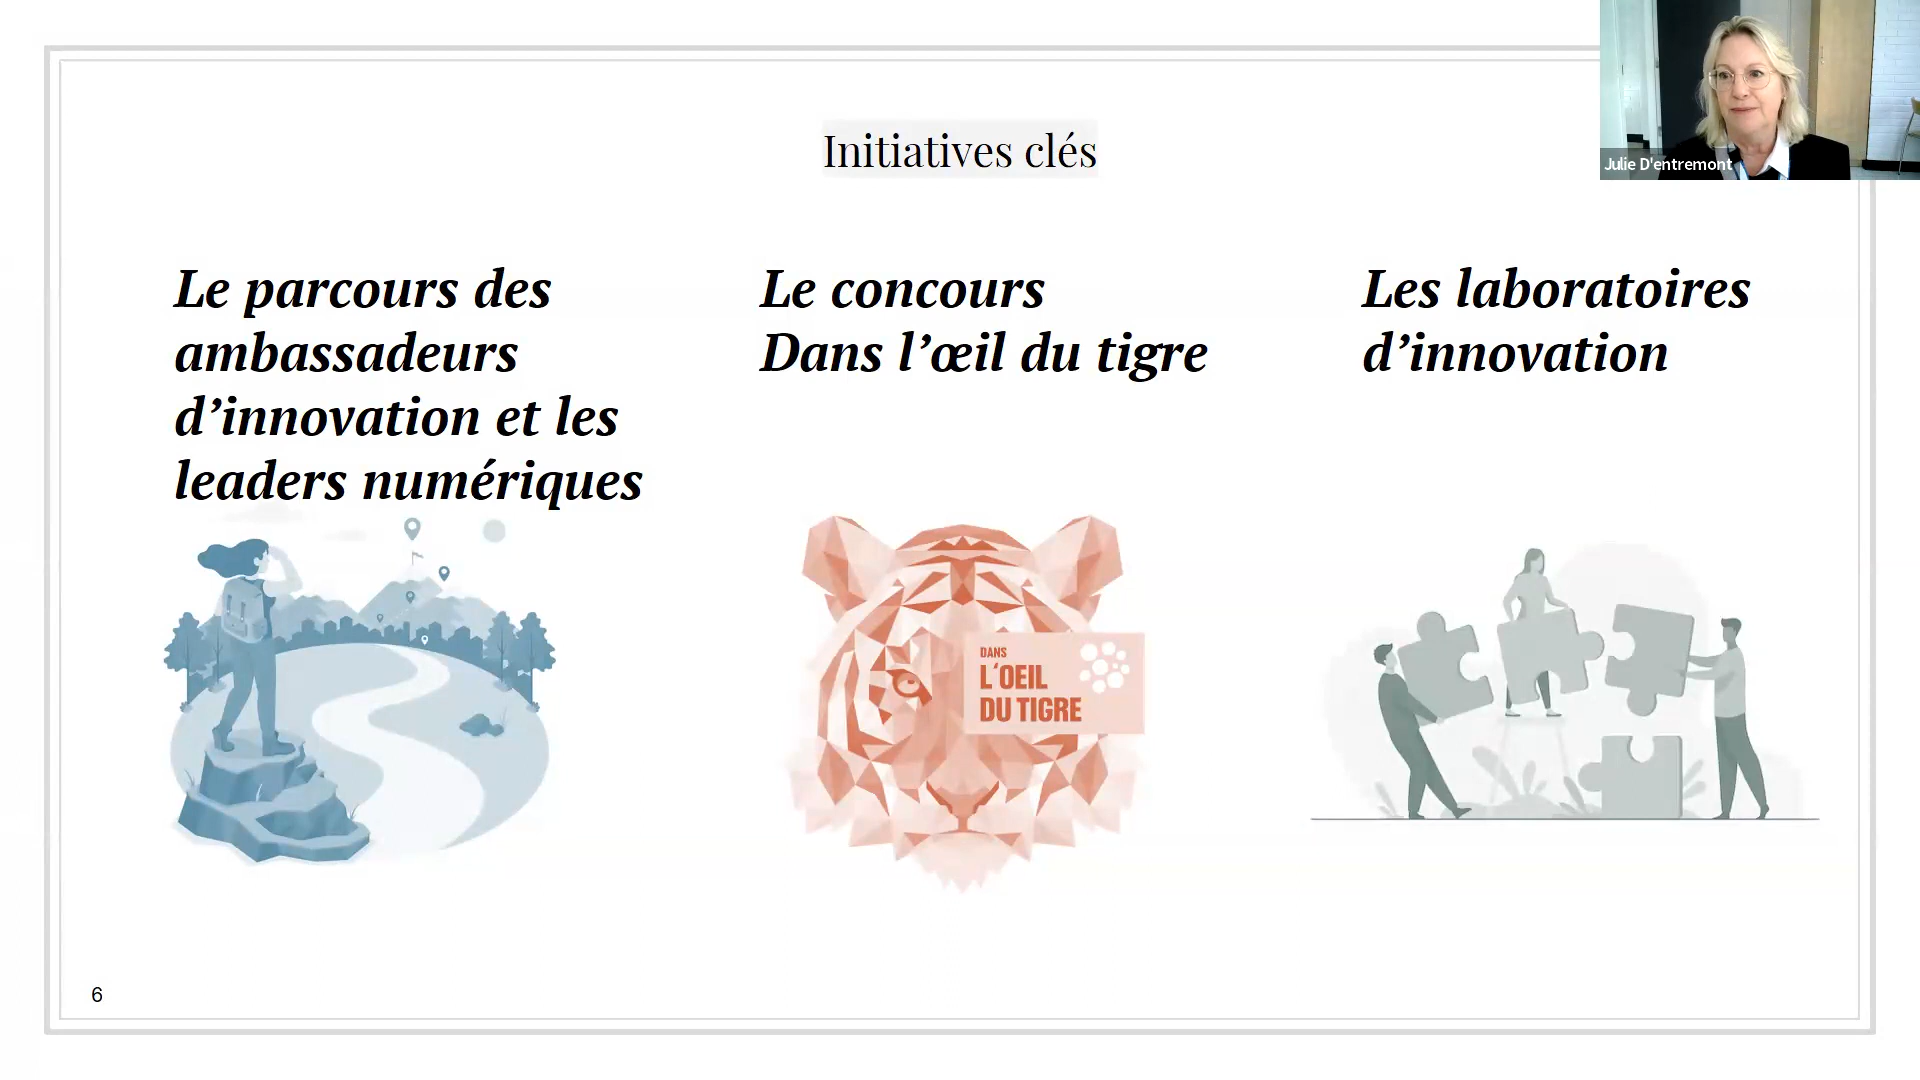 Initiatives clés
Julie D'entremont
Le parcours des
ambassadeurs
d’innovation et les
leaders numériques
Le concours
Dans l’œil du tigre
Les laboratoires
d’innovation
DANS
L'OEIL
DU TIGRE
6